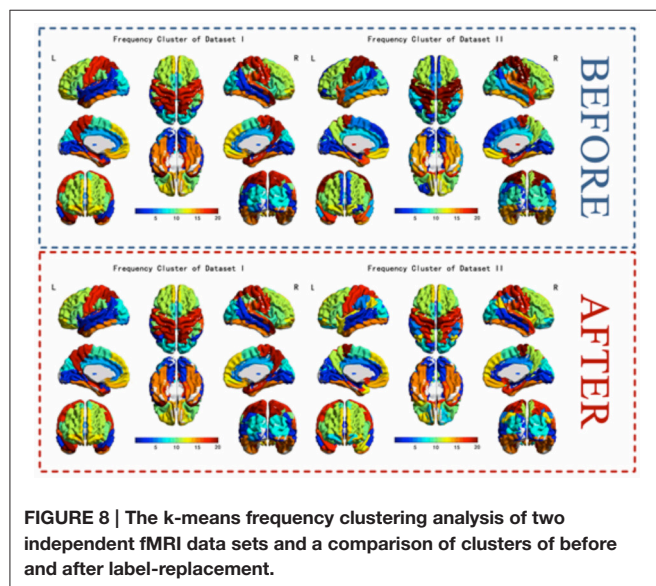 Frequency Cluster of Dataset I
Frequency Cluster of Dataset II
L
R
L
R
5 10 15 20
5 10 15 20
BEFORE
Frequency Cluster of Dataset I
Frequency Cluster of Dataset II
L
R
L
R
5 10 15 20
5 10 15 20
AFTER
FIGURE 8 | The k-means frequency clustering analysis of two
independent fMRI data sets and a comparison of clusters of before
and after label-replacement.